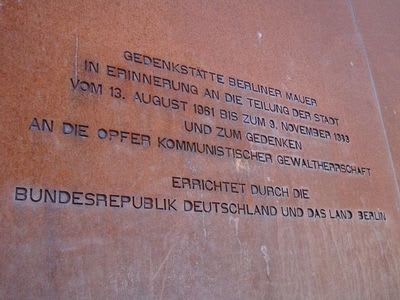 GEDENKSTÄTTE BERLINER MAUER
IN ERINNERUNG AN DIE TEILUNG DER STADT
VOM 13. AUGUST 1961 BIS ZUM 9. NOVEMBER 1989
UND ZUM GEDENKEN
AN DIE OPFER KOMMUNISTISCHER GEWALTHERRSCHAFT
ERRICHTET DURCH DIE
BUNDESREPUBLIK DEUTSCHLAND UND DAS LAND BERLIN